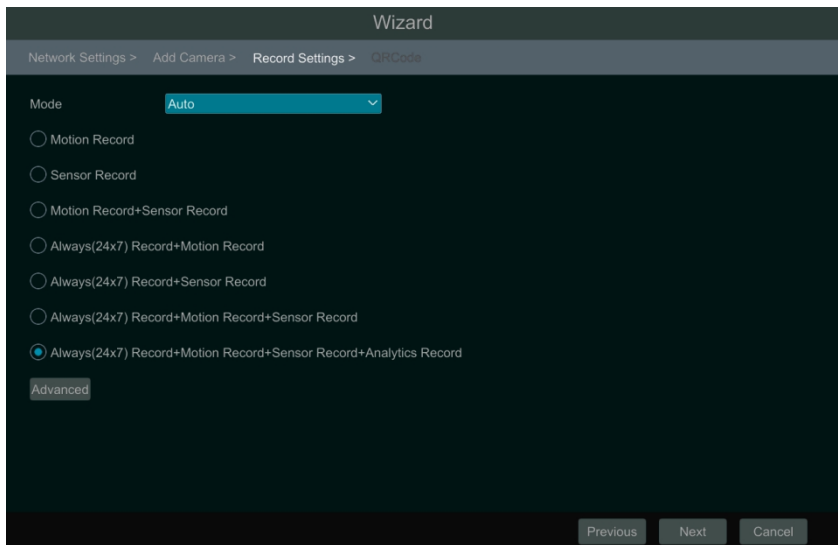 Wizard
Network Settings > Add Camera > Record Settings > QRCode
Mode Auto
Motion Record
Sensor Record
Motion Record+Sensor Record
Always(24x7) Record+Motion Record
Always(24x7) Record+Sensor Record
Always(24x7) Record+Motion Record+Sensor Record
Always(24x7) Record+Motion Record+Sensor Record+Analytics Record
Advanced
Previous Next Cancel